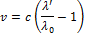 v = c(λ′/λ₀ − 1)